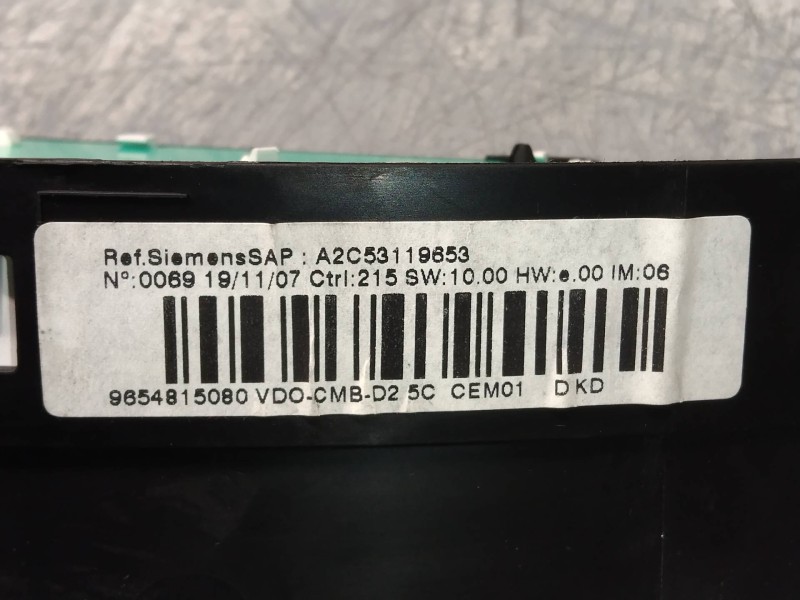 Ref.SiemensSAP : A2C53119653
N°:0069 19/11/07 Ctrl:215 SW:10.00 HW:e.00 IM:06
9654815080 VDO-CMB-D2 5C CEM01 D KD